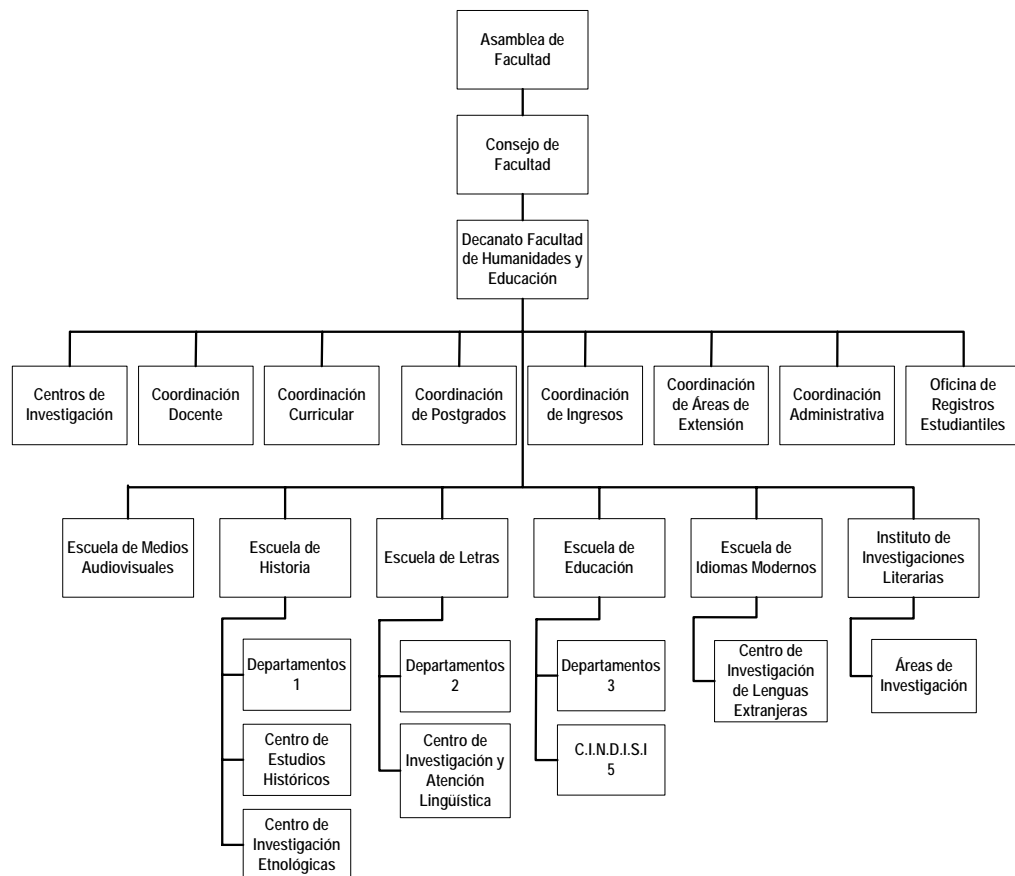 Asamblea de
Facultad
Consejo de
Facultad
Decanato Facultad
de Humanidades y
Educación
Centros de
Investigación
Coordinación
Docente
Coordinación
Curricular
Coordinación
de Postgrados
Coordinación
de Ingresos
Coordinación
de Áreas de
Extensión
Coordinación
Administrativa
Oficina de
Registros
Estudiantiles
Escuela de Medios
Audiovisuales
Escuela de
Historia
Escuela de Letras
Escuela de
Educación
Escuela de
Idiomas Modernos
Instituto de
Investigaciones
Literarias
Departamentos
1
Centro de
Estudios
Históricos
Centro de
Investigación
Etnológicas
Departamentos
2
Centro de
Investigación y
Atención
Lingüística
Departamentos
3
C.I.N.D.I.S.I
5
Centro de
Investigación
de Lenguas
Extranjeras
Áreas de
Investigación